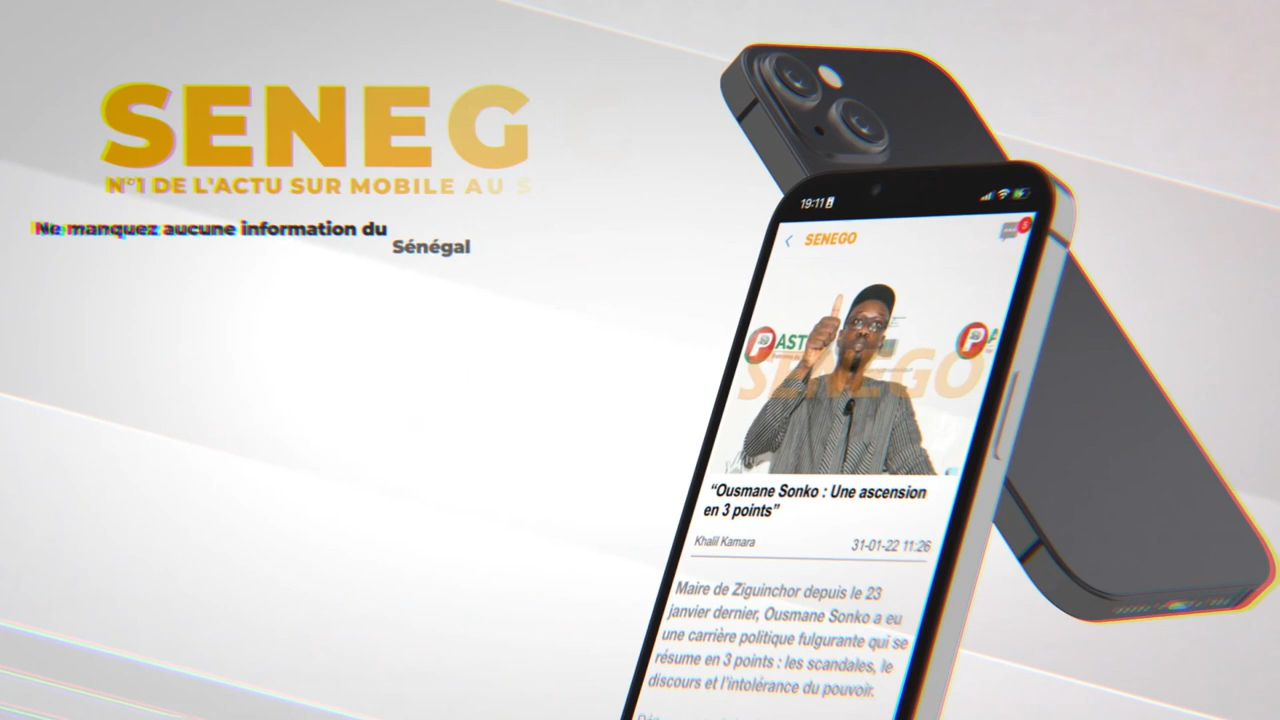 SENEG
N°1 DE L'ACTU SUR MOBILE AU S
Ne manquez aucune information du
Sénégal
19:11
SENEGO
3
PAST
P
SENEGO
“Ousmane Sonko : Une ascension
en 3 points”
Khalil Kamara
31-01-22 11:26
Maire de Ziguinchor depuis le 23
janvier dernier, Ousmane Sonko a eu
une carrière politique fulgurante qui se
résume en 3 points : les scandales, le
discours et l'intolérance du pouvoir.